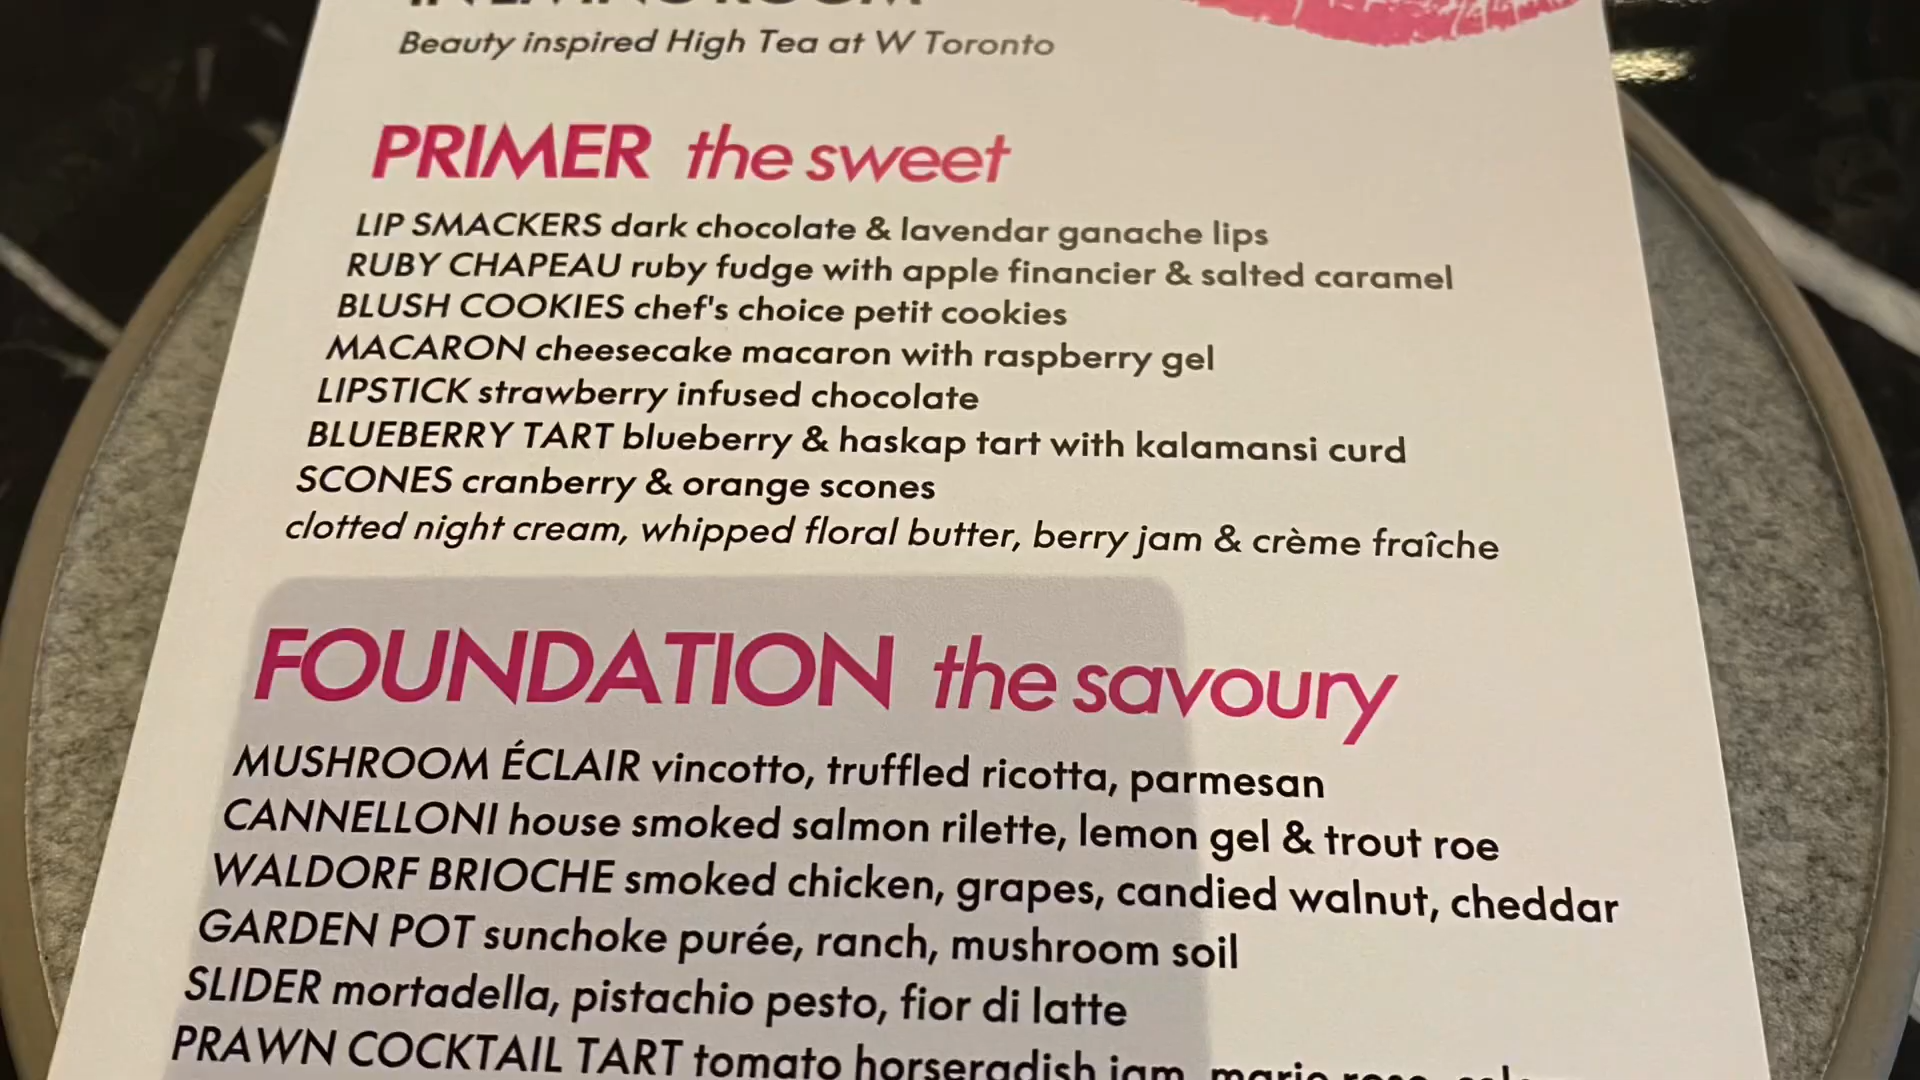 IN LIVING ROOM
Beauty inspired High Tea at W Toronto
PRIMER the sweet
LIP SMACKERS dark chocolate & lavendar ganache lips
RUBY CHAPEAU ruby fudge with apple financier & salted caramel
BLUSH COOKIES chef's choice petit cookies
MACARON cheesecake macaron with raspberry gel
LIPSTICK strawberry infused chocolate
BLUEBERRY TART blueberry & haskap tart with kalamansi curd
SCONES cranberry & orange scones
clotted night cream, whipped floral butter, berry jam & crème fraîche
FOUNDATION the savoury
MUSHROOM ÉCLAIR vincotto, truffled ricotta, parmesan
CANNELLONI house smoked salmon rilette, lemon gel & trout roe
WALDORF BRIOCHE smoked chicken, grapes, candied walnut, cheddar
GARDEN POT sunchoke purée, ranch, mushroom soil
SLIDER mortadella, pistachio pesto, fior di latte
PRAWN COCKTAIL TART tomato horseradish jam, marie rose,